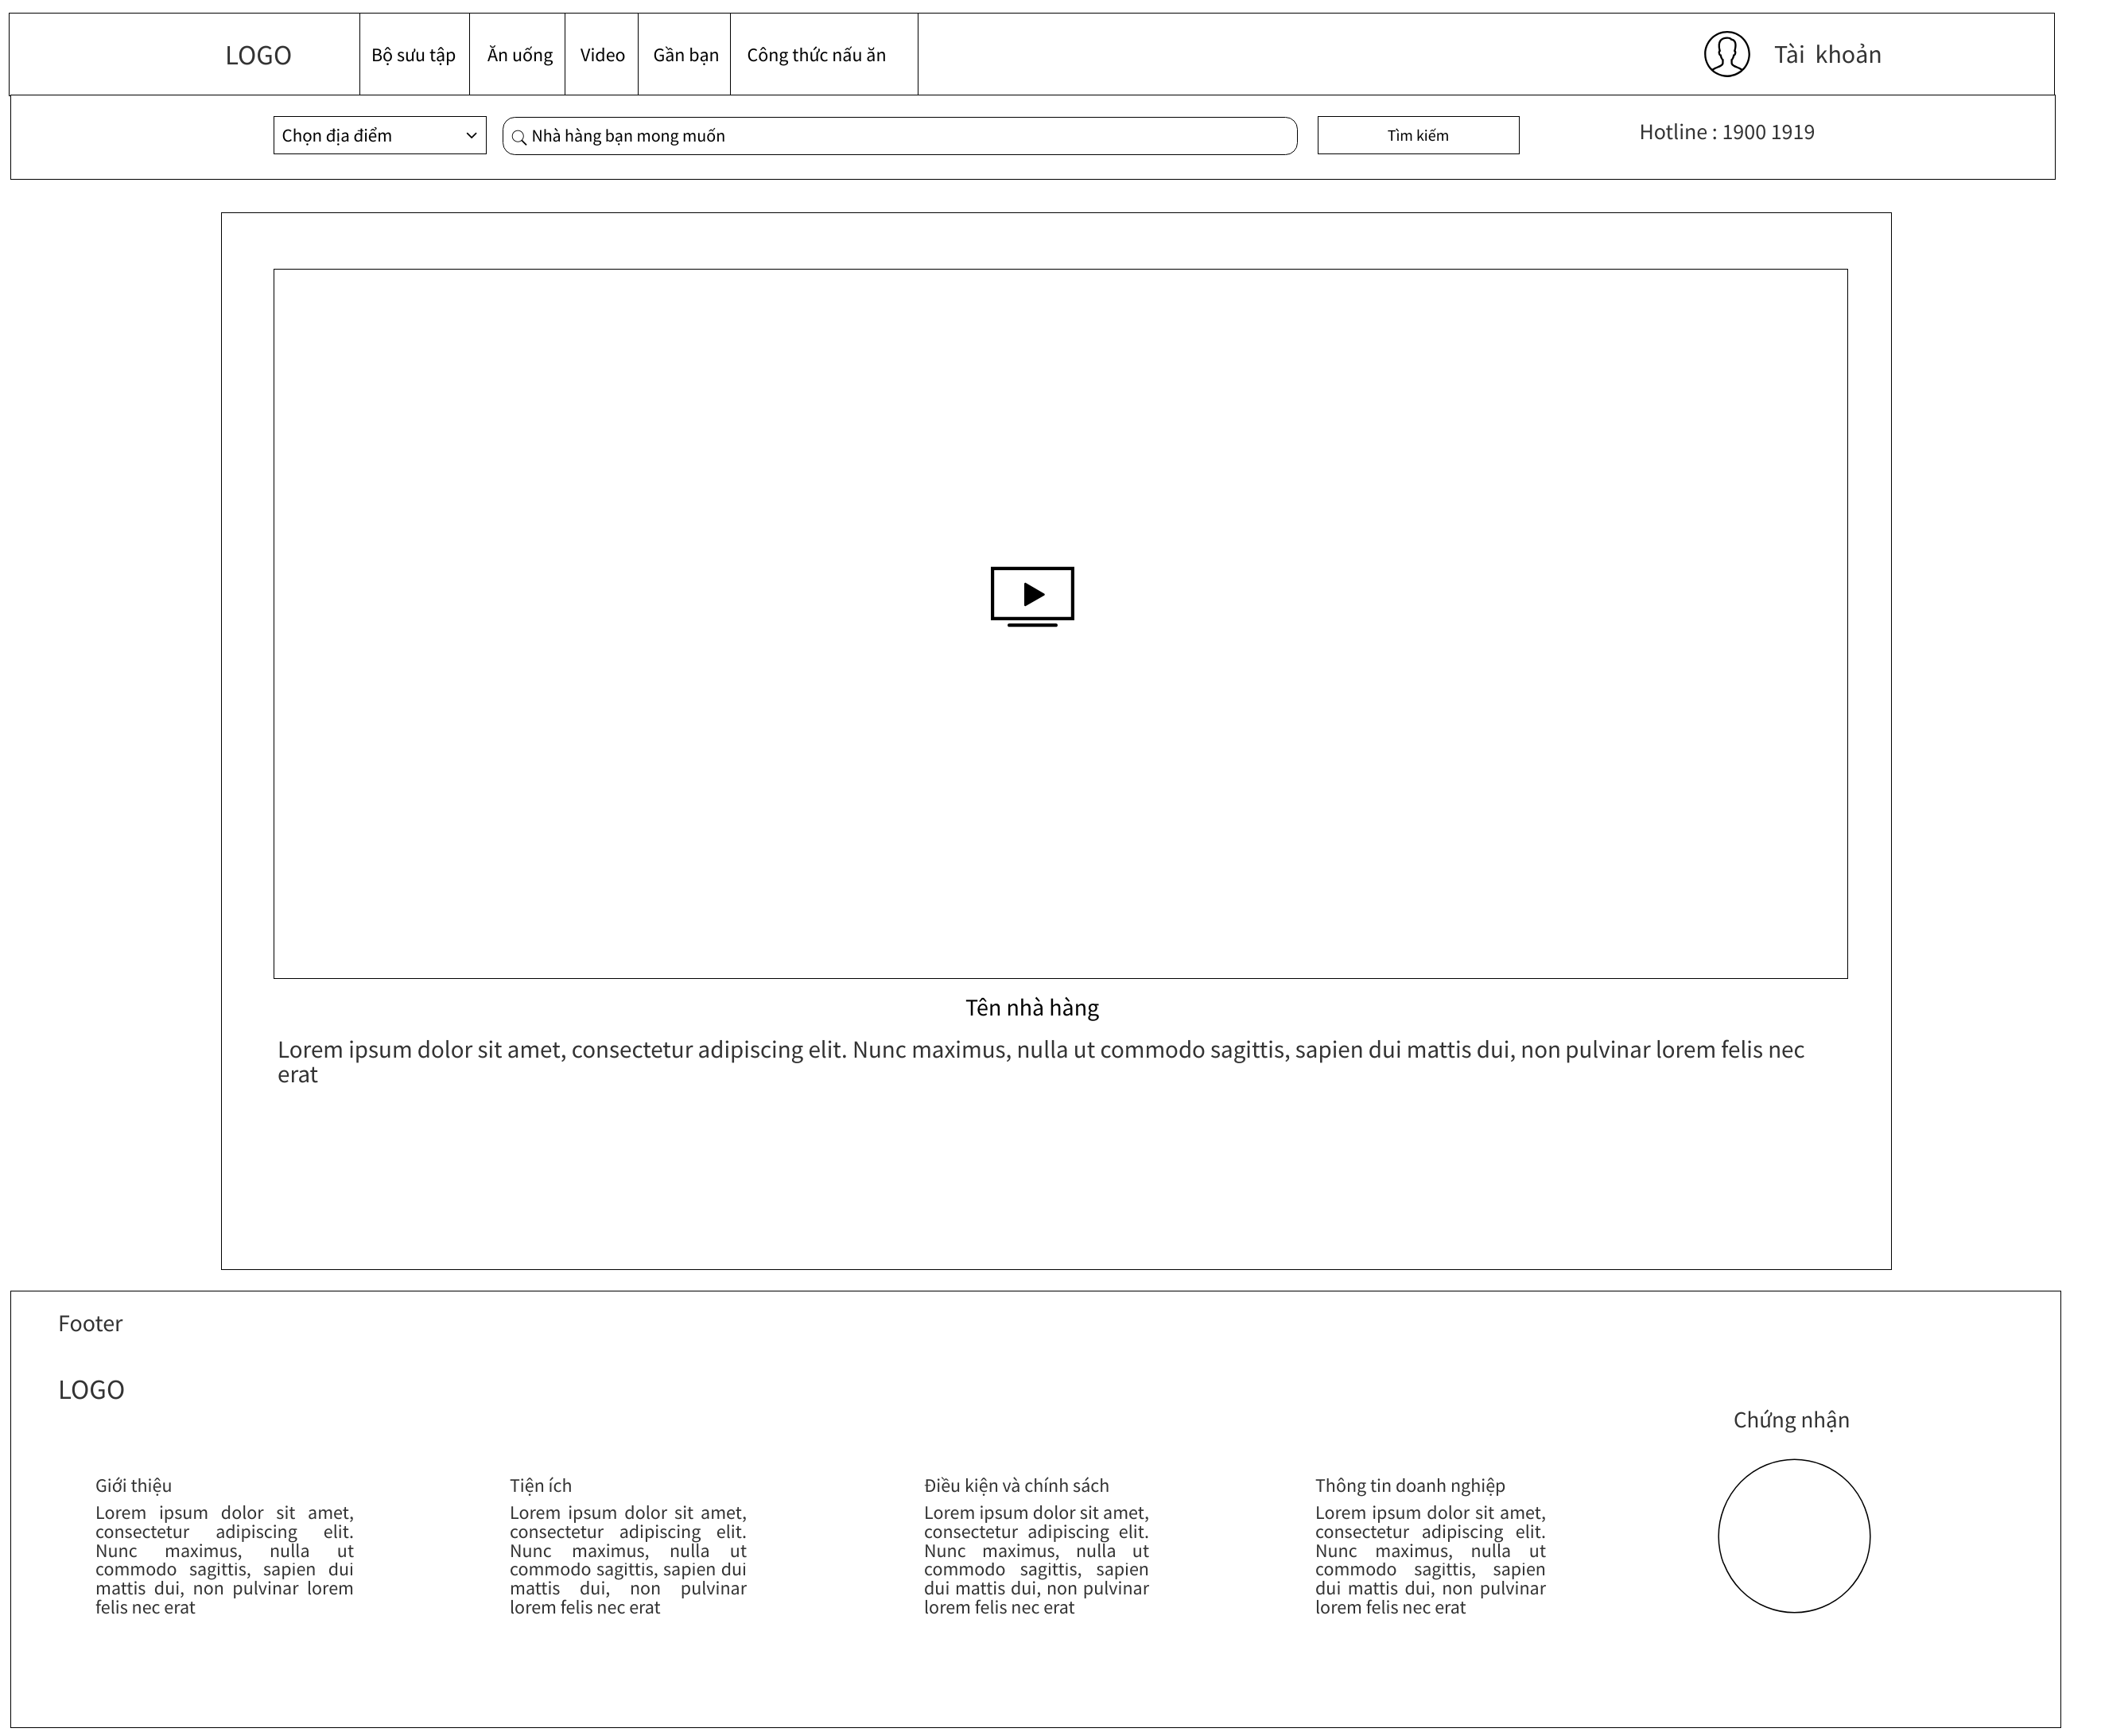 LOGO
Bộ sưu tập
Ăn uống
Video
Gần bạn
Công thức nấu ăn
Tài khoản
Chọn địa điểm
Nhà hàng bạn mong muốn
Tìm kiếm
Hotline : 1900 1919
Tên nhà hàng
Lorem ipsum dolor sit amet, consectetur adipiscing elit. Nunc maximus, nulla ut commodo sagittis, sapien dui mattis dui, non pulvinar lorem felis nec
erat
Footer
LOGO
Chứng nhận
Giới thiệu
Lorem ipsum dolor sit amet,
consectetur adipiscing elit.
Nunc maximus, nulla ut
commodo sagittis, sapien dui
mattis dui, non pulvinar lorem
felis nec erat
Tiện ích
Lorem ipsum dolor sit amet,
consectetur adipiscing elit.
Nunc maximus, nulla ut
commodo sagittis, sapien dui
mattis dui, non pulvinar
lorem felis nec erat
Điều kiện và chính sách
Lorem ipsum dolor sit amet,
consectetur adipiscing elit.
Nunc maximus, nulla ut
commodo sagittis, sapien
dui mattis dui, non pulvinar
lorem felis nec erat
Thông tin doanh nghiệp
Lorem ipsum dolor sit amet,
consectetur adipiscing elit.
Nunc maximus, nulla ut
commodo sagittis, sapien
dui mattis dui, non pulvinar
lorem felis nec erat